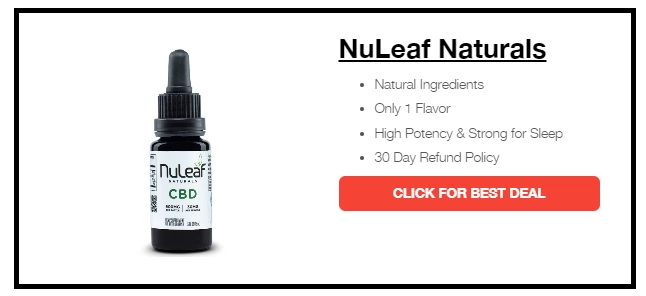 NuLeaf Naturals
Natural Ingredients
Only 1 Flavor
High Potency & Strong for Sleep
30 Day Refund Policy
CLICK FOR BEST DEAL
NuLeaf
NATURALS
CBD